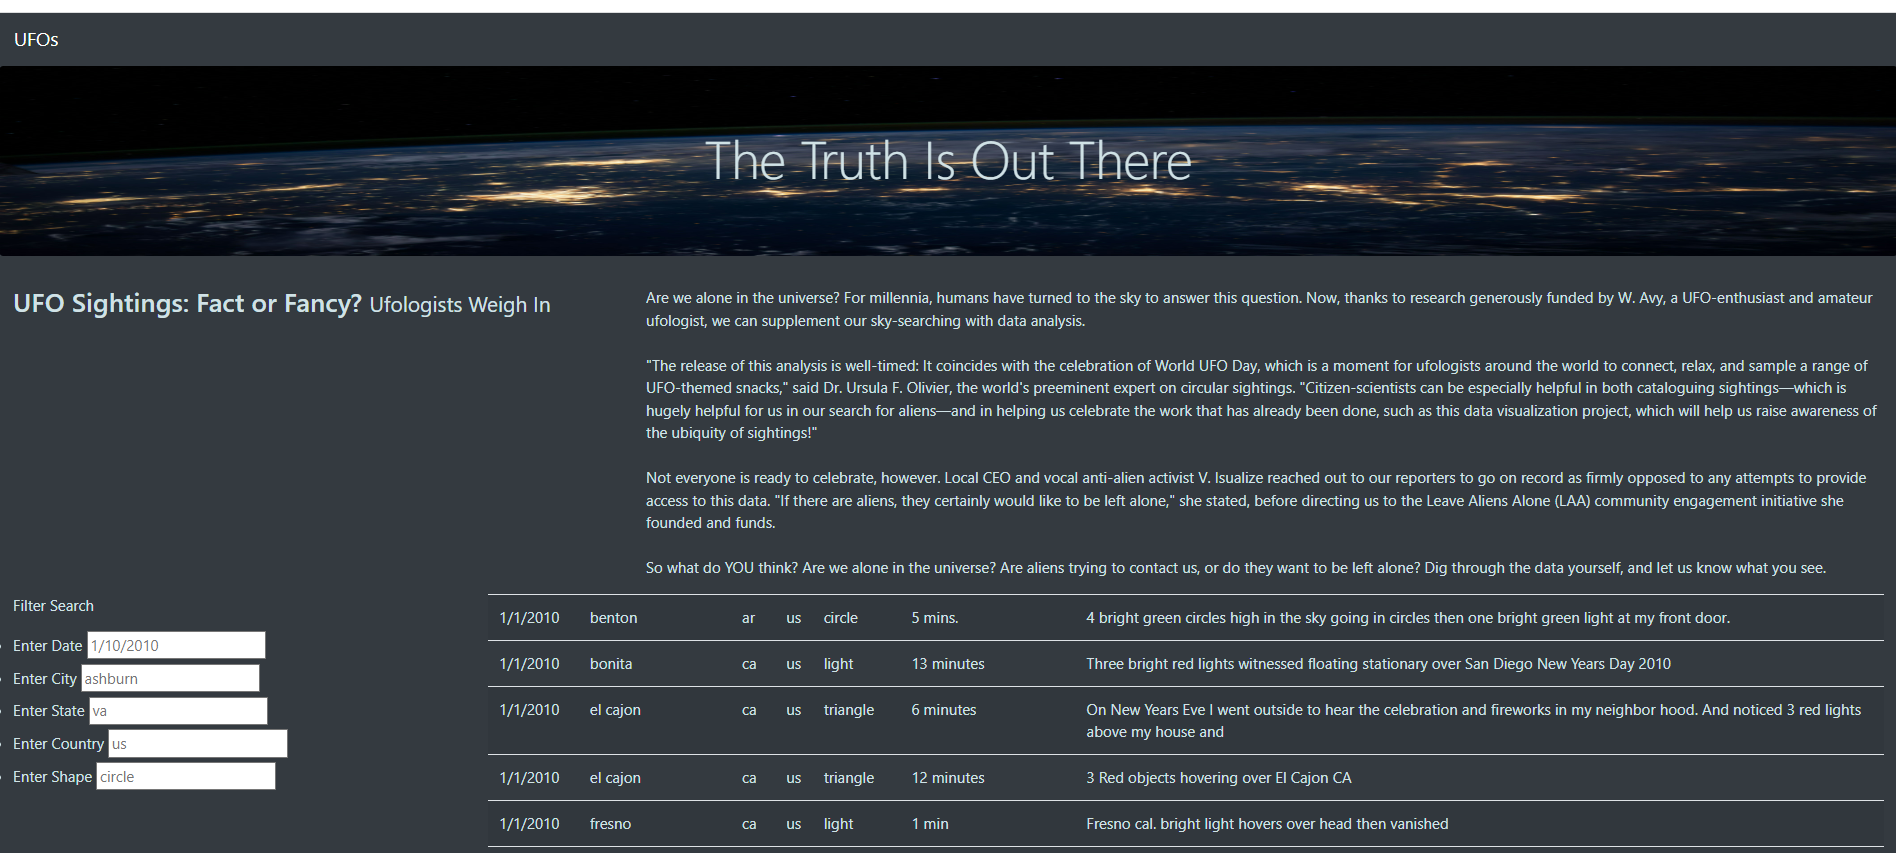 UFOs
The Truth Is Out There
UFO Sightings: Fact or Fancy? Ufologists Weigh In
Are we alone in the universe? For millennia, humans have turned to the sky to answer this question. Now, thanks to research generously funded by W. Avy, a UFO-enthusiast and amateur
ufologist, we can supplement our sky-searching with data analysis.
"The release of this analysis is well-timed: It coincides with the celebration of World UFO Day, which is a moment for ufologists around the world to connect, relax, and sample a range of
UFO-themed snacks," said Dr. Ursula F. Olivier, the world's preeminent expert on circular sightings. "Citizen-scientists can be especially helpful in both cataloguing sightings—which is
hugely helpful for us in our search for aliens—and in helping us celebrate the work that has already been done, such as this data visualization project, which will help us raise awareness of
the ubiquity of sightings!"
Not everyone is ready to celebrate, however. Local CEO and vocal anti-alien activist V. Isualize reached out to our reporters to go on record as firmly opposed to any attempts to provide
access to this data. "If there are aliens, they certainly would like to be left alone," she stated, before directing us to the Leave Aliens Alone (LAA) community engagement initiative she
founded and funds.
So what do YOU think? Are we alone in the universe? Are aliens trying to contact us, or do they want to be left alone? Dig through the data yourself, and let us know what you see.
Filter Search
Enter Date 1/10/2010
Enter City ashburn
Enter State va
Enter Country us
Enter Shape circle
1/1/2010 benton ar us circle 5 mins. 4 bright green circles high in the sky going in circles then one bright green light at my front door.
1/1/2010 bonita ca us light 13 minutes Three bright red lights witnessed floating stationary over San Diego New Years Day 2010
1/1/2010 el cajon ca us triangle 6 minutes On New Years Eve I went outside to hear the celebration and fireworks in my neighbor hood. And noticed 3 red lights
above my house and
1/1/2010 el cajon ca us triangle 12 minutes 3 Red objects hovering over El Cajon CA
1/1/2010 fresno ca us light 1 min Fresno cal. bright light hovers over head then vanished